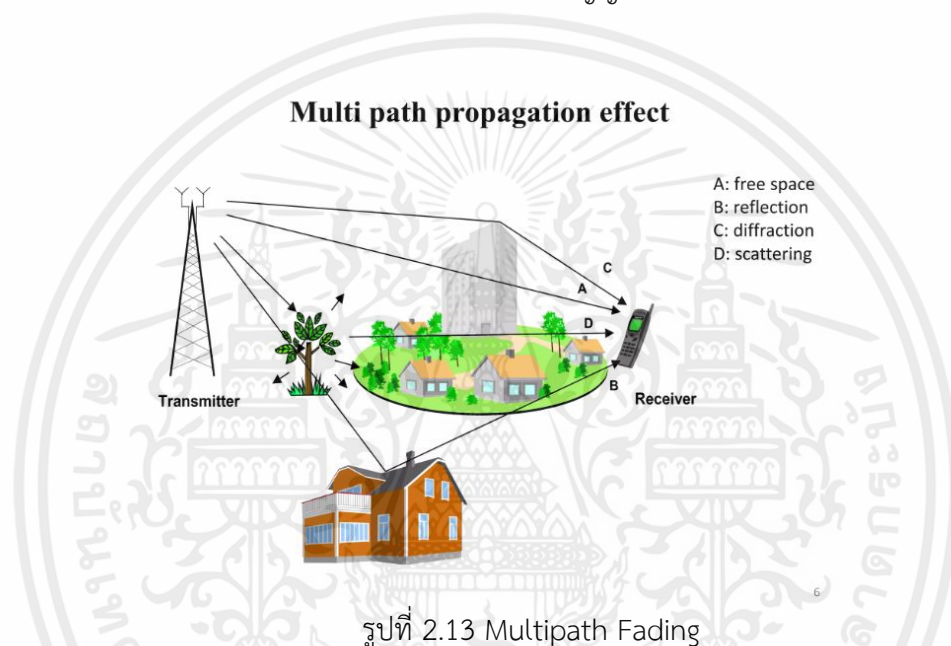 Multi path propagation effect
A: free space
B: reflection
C: diffraction
D: scattering
C
A
D
B
Transmitter
Receiver
6
รูปที่ 2.13 Multipath Fading